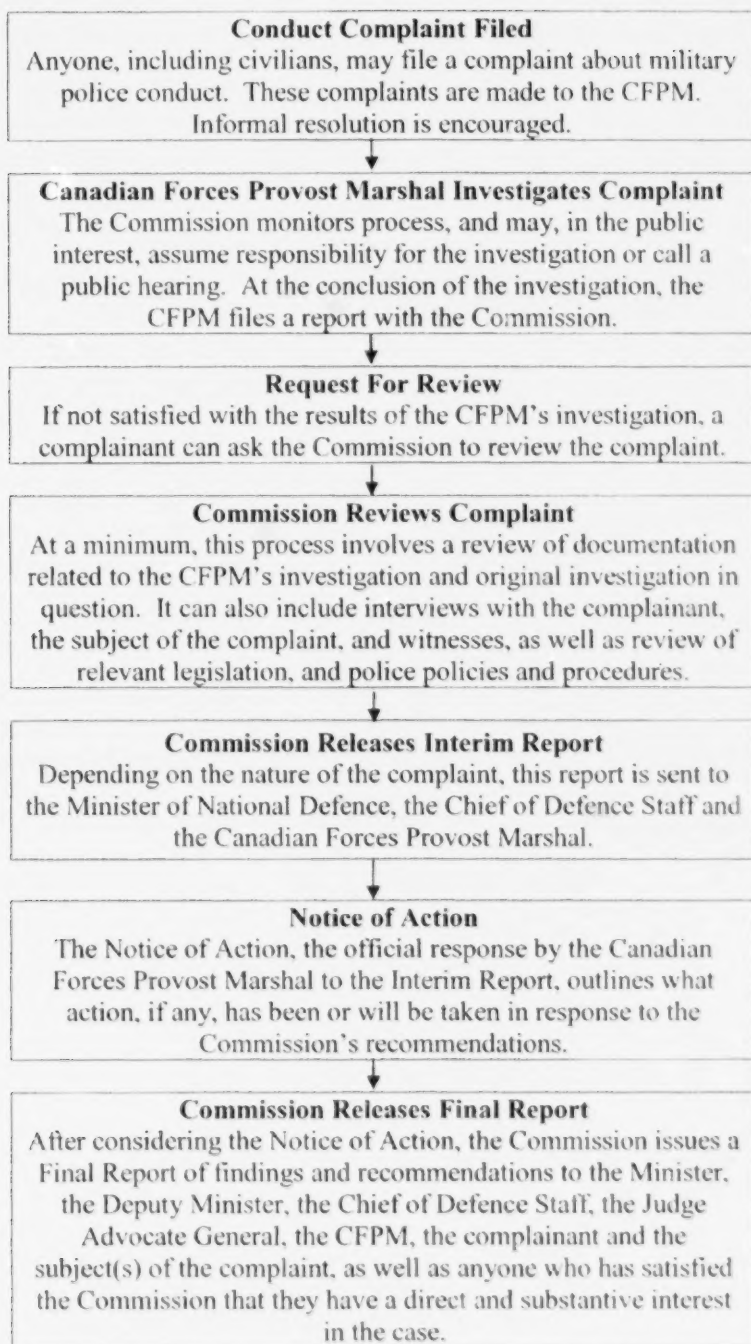 Conduct Complaint Filed
Anyone, including civilians, may file a complaint about military
police conduct. These complaints are made to the CFPM.
Informal resolution is encouraged.
Canadian Forces Provost Marshal Investigates Complaint
The Commission monitors process, and may, in the public
interest, assume responsibility for the investigation or call a
public hearing. At the conclusion of the investigation, the
CFPM files a report with the Commission.
Request For Review
If not satisfied with the results of the CFPM's investigation, a
complainant can ask the Commission to review the complaint.
Commission Reviews Complaint
At a minimum, this process involves a review of documentation
related to the CFPM's investigation and original investigation in
question. It can also include interviews with the complainant,
the subject of the complaint, and witnesses, as well as review of
relevant legislation, and police policies and procedures.
Commission Releases Interim Report
Depending on the nature of the complaint, this report is sent to
the Minister of National Defence, the Chief of Defence Staff and
the Canadian Forces Provost Marshal.
Notice of Action
The Notice of Action, the official response by the Canadian
Forces Provost Marshal to the Interim Report, outlines what
action, if any, has been or will be taken in response to the
Commission's recommendations.
Commission Releases Final Report
After considering the Notice of Action, the Commission issues a
Final Report of findings and recommendations to the Minister,
the Deputy Minister, the Chief of Defence Staff, the Judge
Advocate General, the CFPM, the complainant and the
subject(s) of the complaint, as well as anyone who has satisfied
the Commission that they have a direct and substantive interest
in the case.